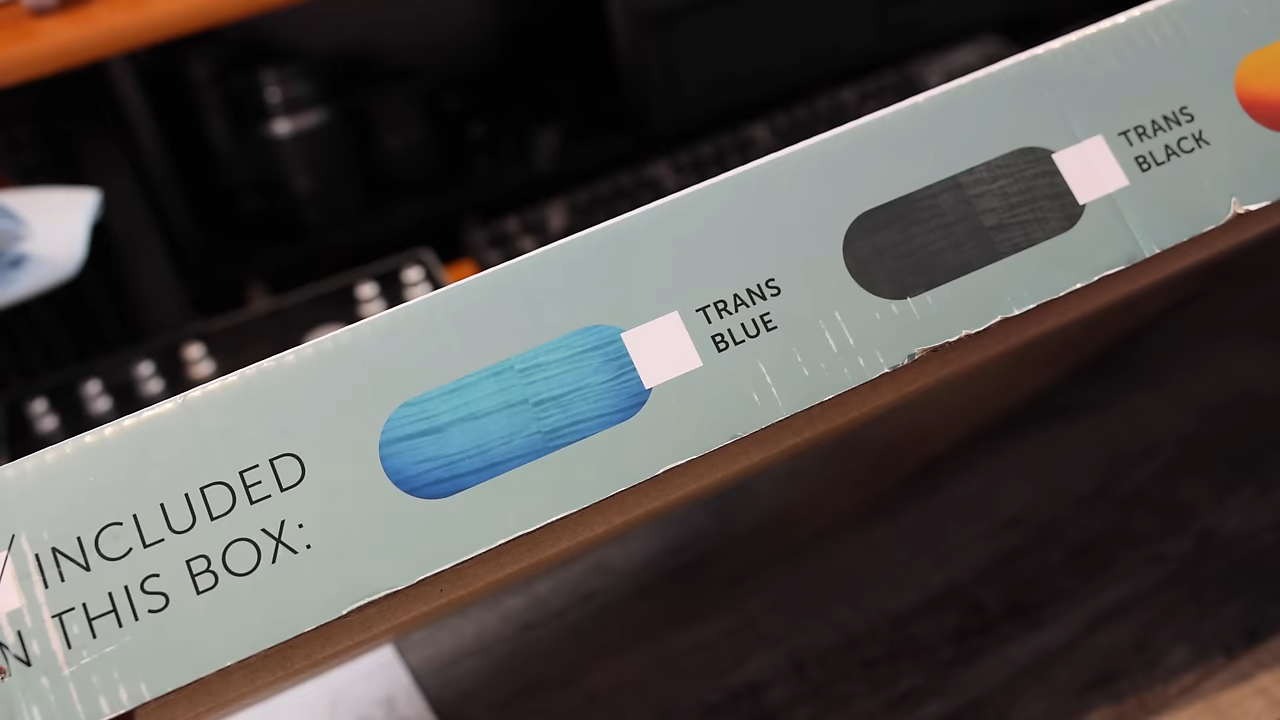 INCLUDED
N THIS BOX:
TRANS
BLUE
TRANS
BLACK